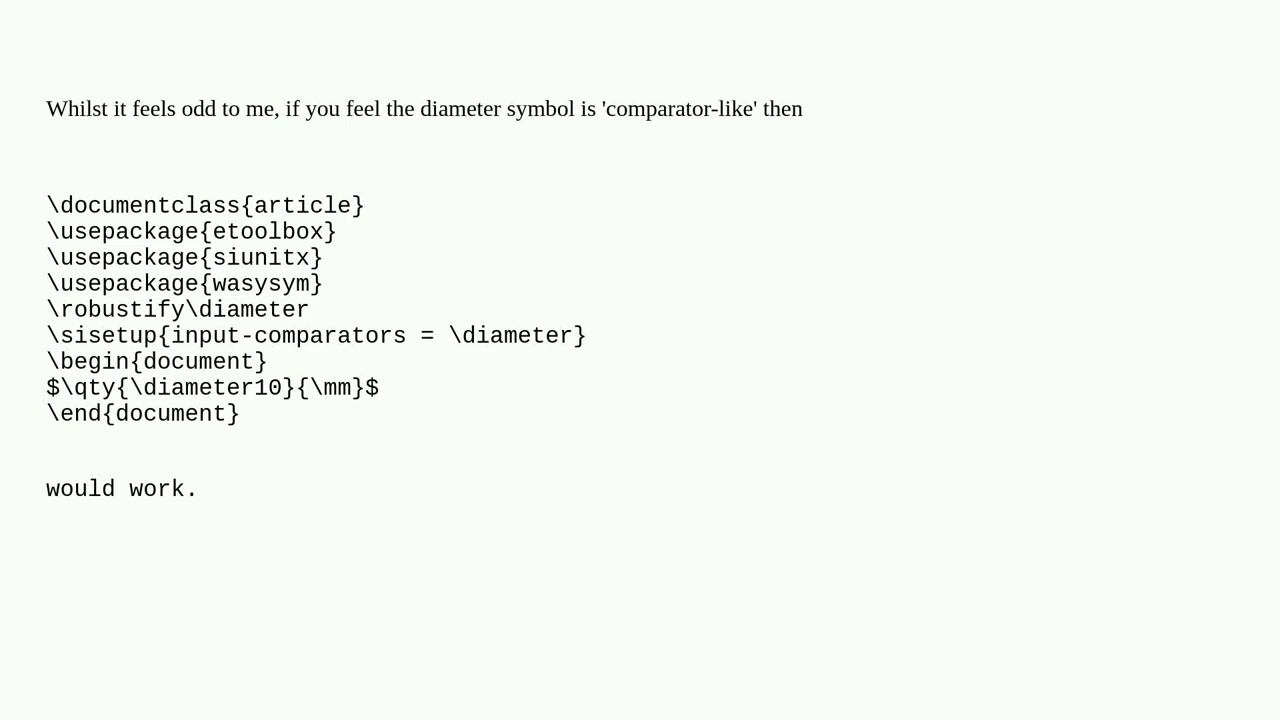 Whilst it feels odd to me, if you feel the diameter symbol is 'comparator-like' then
\documentclass{article}
\usepackage{etoolbox}
\usepackage{siunitx}
\usepackage{wasysym}
\robustify\diameter
\sisetup{input-comparators = \diameter}
\begin{document}
$\qty{\diameter10}{\mm}$
\end{document}
would work.